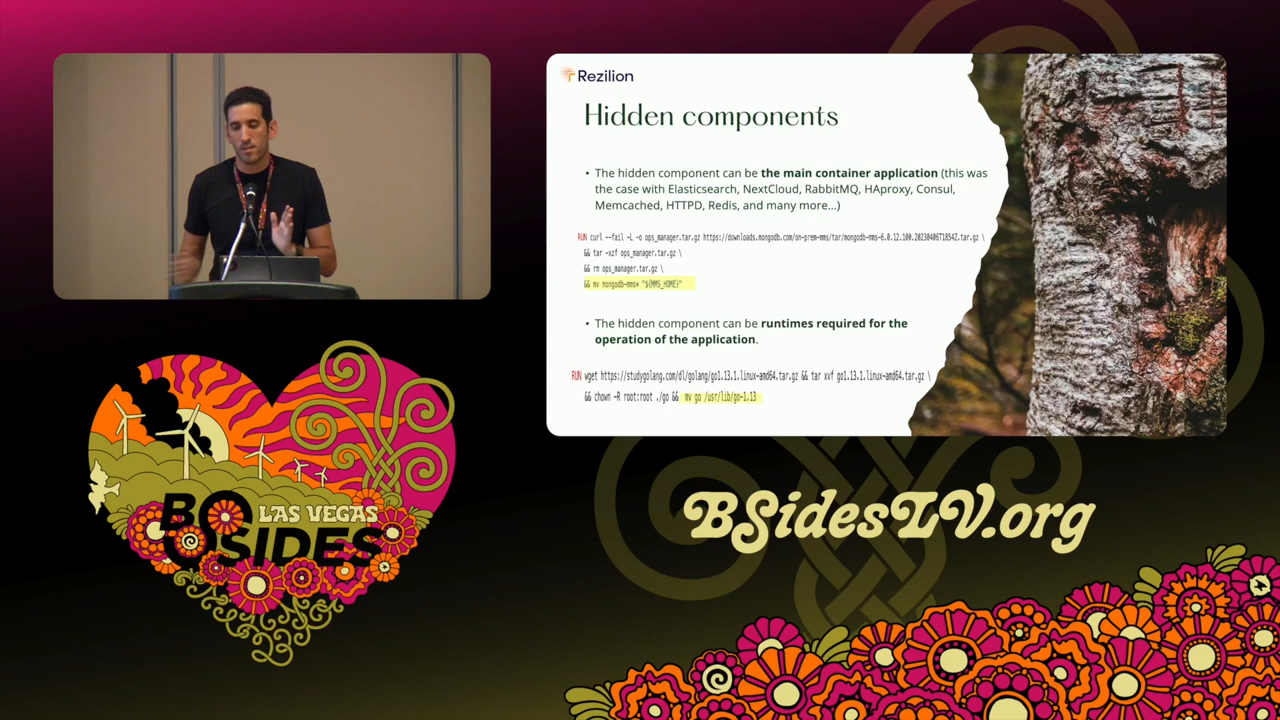 Rezilion
Hidden components
• The hidden component can be the main container application (this was
the case with Elasticsearch, NextCloud, RabbitMQ, HAproxy, Consul,
Memcached, HTTPD, Redis, and many more...)
RUN curl --fail -L -o ops_manager.tar.gz https://downloads.mongodb.com/on-prem-mms/tar/mongodb-mms-6.0.12.100.20230406T1854Z.tar.gz \
&& tar -xzf ops_manager.tar.gz \
&& rm ops_manager.tar.gz \
&& mv mongodb-mms* "${MMS_HOME}"
• The hidden component can be runtimes required for the
operation of the application.
RUN wget https://studygolang.com/dl/golang/go1.13.1.linux-amd64.tar.gz && tar xvf go1.13.1.linux-amd64.tar.gz \
&& chown -R root:root ./go && mv go /usr/lib/go-1.13
LAS VEGAS
BSIDES
23
BSidesLV.org